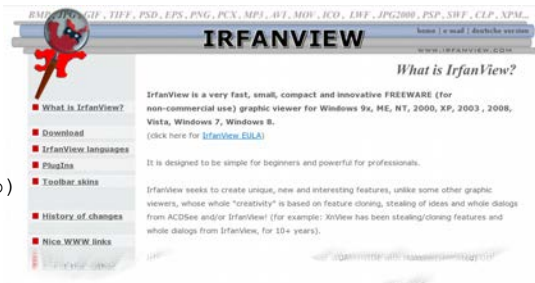 BMP, JPG, GIF, TIFF, PSD, EPS, PNG, PCX, MP3, AVI, MOV, ICO, LWF, JPG2000, PSP, SWF, CLP, XPM...
IRFANVIEW
home | e-mail | deutsche version
WWW.IRFANVIEW.COM
What is IrfanView?
What is IrfanView?
Download
IrfanView languages
PlugIns
Toolbar skins
History of changes
Nice WWW links
IrfanView is a very fast, small, compact and innovative FREEWARE (for
non-commercial use) graphic viewer for Windows 9x, ME, NT, 2000, XP, 2003 , 2008,
Vista, Windows 7, Windows 8.
(click here for IrfanView EULA)
It is designed to be simple for beginners and powerful for professionals.
IrfanView seeks to create unique, new and interesting features, unlike some other graphic
viewers, whose whole "creativity" is based on feature cloning, stealing of ideas and whole dialogs
from ACDSee and/or IrfanView! (for example: XnView has been stealing/cloning features and
whole dialogs from IrfanView, for 10+ years).